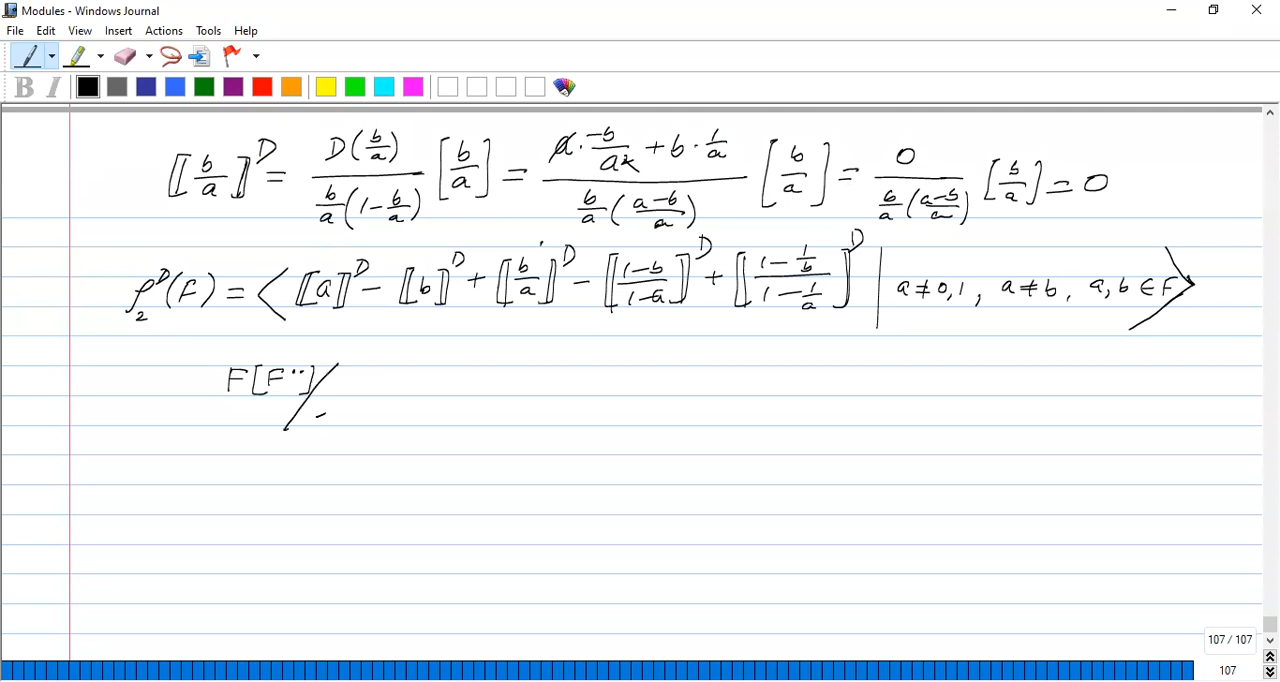 Modules - Windows Journal
File Edit View Insert Actions Tools Help
B I
[[b/a]]^D = D(b/a) / (b/a (1 - b/a)) [b/a] = (a · -b/a² + b · 1/a) / (b/a ((a-b)/a)) [b/a] = 0 / (b/a ((a-b)/a)) [b/a] = 0
ρ₂^D(F) = < [[a]]^D - [[b]]^D + [[b/a]]^D - [[(1-b)/(1-a)]]^D + [[(1 - 1/b)/(1 - 1/a)]]^D | a ≠ 0, 1, a ≠ b, a, b ∈ F >
F[F··] /
107 / 107
107